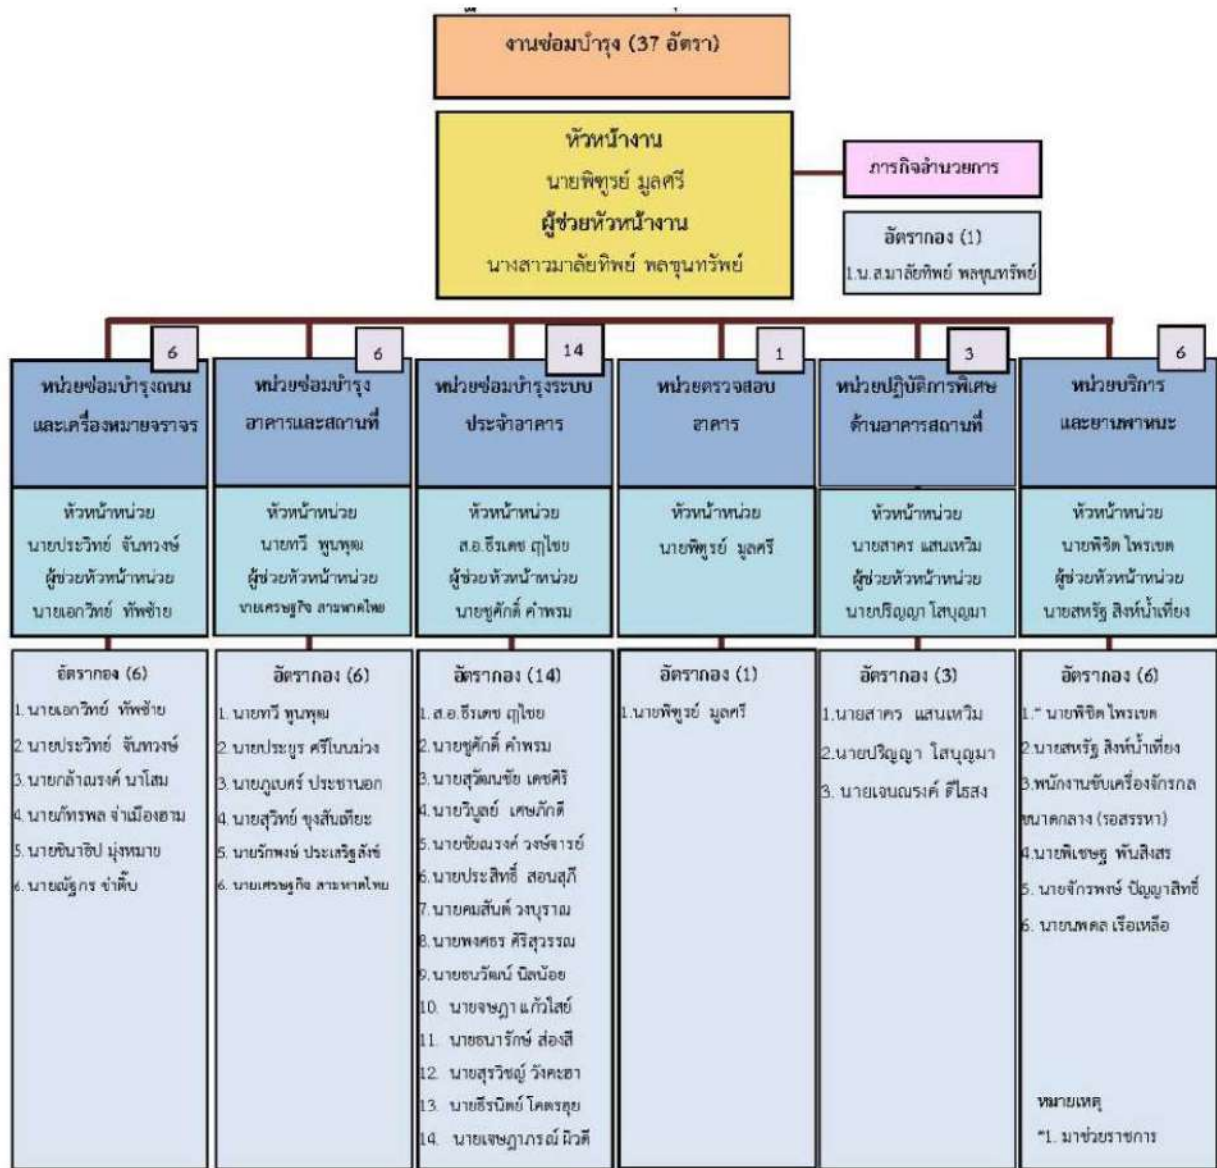 งานซ่อมบำรุง (37 อัตรา)
หัวหน้างาน
นายพิฑูรย์ มูลศรี
ผู้ช่วยหัวหน้างาน
นางสาวมาลัยทิพย์ พลขุนทรัพย์
ภารกิจอำนวยการ
อัตรากอง (1)
1.น.ส.มาลัยทิพย์ พลขุนทรัพย์
6
หน่วยซ่อมบำรุงถนน
และเครื่องหมายจราจร
หัวหน้าหน่วย
นายประวิทย์ จันทวงษ์
ผู้ช่วยหัวหน้าหน่วย
นายเอกวิทย์ ทัพซ้าย
อัตรากอง (6)
1. นายเอกวิทย์ ทัพซ้าย
2. นายประวิทย์ จันทวงษ์
3. นายกล้าณรงค์ นาโสม
4. นายภัทรพล จ่าเมืองฮาม
5. นายชินาธิป มุ่งหมาย
6. นายณัฐกร ขำดิ๊บ
6
หน่วยซ่อมบำรุง
อาคารและสถานที่
หัวหน้าหน่วย
นายทวี พูนพุฒ
ผู้ช่วยหัวหน้าหน่วย
นายเศรษฐกิจ สามหาดไทย
อัตรากอง (6)
1. นายทวี พูนพุฒ
2. นายประยูร ศรีโนนม่วง
3. นายภูเบศร์ ประชานอก
4. นายสุวิทย์ ขุงสันเทียะ
5. นายรักพงษ์ ประเสริฐสังข์
6. นายเศรษฐกิจ สามหาดไทย
14
หน่วยซ่อมบำรุงระบบ
ประจำอาคาร
หัวหน้าหน่วย
ส.อ.ธีรเดช ฤาไชย
ผู้ช่วยหัวหน้าหน่วย
นายชูศักดิ์ คำพรม
อัตรากอง (14)
1. ส.อ.ธีรเดช ฤาไชย
2. นายชูศักดิ์ คำพรม
3. นายสุวัฒนชัย เดชศิริ
4. นายวิบูลย์ เศษภักดี
5. นายชัยณรงค์ วงษ์จารย์
6. นายประสิทธิ์ สอนสุภี
7. นายคมสันต์ วงบุราณ
8. นายพงศธร ศิริสุวรรณ
9. นายธนวัฒน์ นิลน้อย
10. นายจษฎา แก้วไสย์
11. นายธนารักษ์ ส่องสี
12. นายสุรวิชญ์ วังคะฮา
13. นายธีรนิตย์ โคตรฮุย
14. นายเจษฎาภรณ์ ผิวดี
1
หน่วยตรวจสอบ
อาคาร
หัวหน้าหน่วย
นายพิฑูรย์ มูลศรี
อัตรากอง (1)
1.นายพิฑูรย์ มูลศรี
3
หน่วยปฏิบัติการพิเศษ
ด้านอาคารสถานที่
หัวหน้าหน่วย
นายสาคร แสนเหวิม
ผู้ช่วยหัวหน้าหน่วย
นายปริญญา โสบุญมา
อัตรากอง (3)
1.นายสาคร แสนเหวิม
2.นายปริญญา โสบุญมา
3. นายเจนณรงค์ ดีไธสง
6
หน่วยบริการ
และยานพาหนะ
หัวหน้าหน่วย
นายพิชิต ไพรเขต
ผู้ช่วยหัวหน้าหน่วย
นายสหรัฐ สิงห์น้ำเที่ยง
อัตรากอง (6)
1.* นายพิชิต ไพรเขต
2.นายสหรัฐ สิงห์น้ำเที่ยง
3.พนักงานขับเครื่องจักรกล
ขนาดกลาง (รอสรรหา)
4.นายพิเชษฐ พันสิงสร
5. นายจักรพงษ์ ปัญญาสิทธิ์
6. นายนพดล เรือเหลือ
หมายเหตุ
*1. มาช่วยราชการ